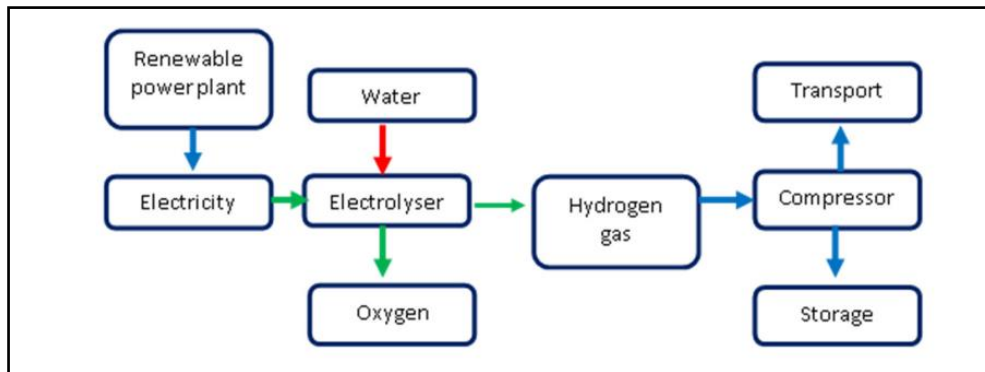 Renewable
power plant
Water
Transport
Electricity
Electrolyser
Hydrogen
gas
Compressor
Oxygen
Storage